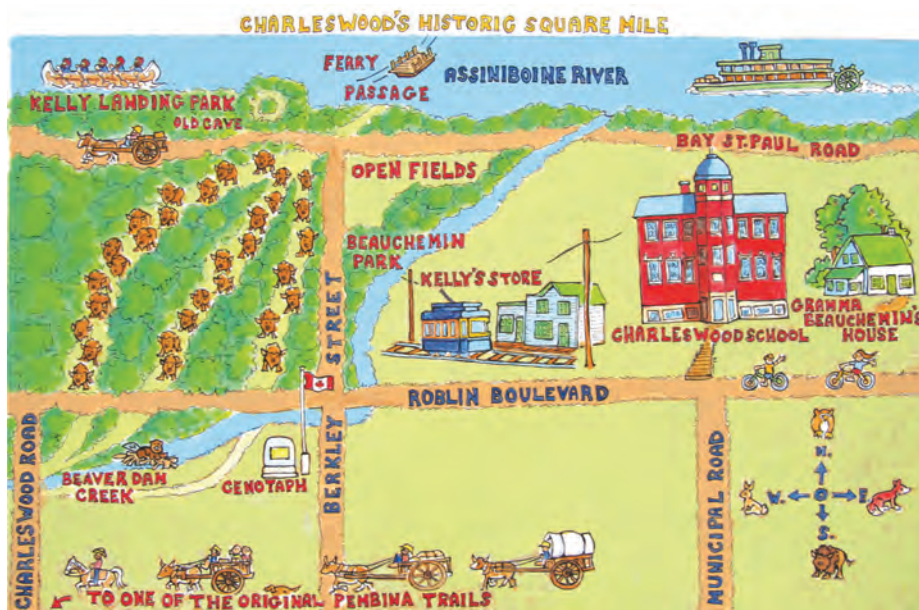 CHARLESWOOD'S HISTORIC SQUARE MILE
FERRY
PASSAGE
ASSINIBOINE RIVER
KELLY LANDING PARK
OLD CAVE
BAY ST. PAUL ROAD
OPEN FIELDS
BEAUCHEMIN
PARK
KELLY'S STORE
CHARLESWOOD SCHOOL
GRANMA
BEAUCHEMIN'S
HOUSE
BERKLEY STREET
ROBLIN BOULEVARD
CHARLESWOOD ROAD
BEAVER DAM
CREEK
CENOTAPH
MUNICIPAL ROAD
N.
W.
E.
S.
TO ONE OF THE ORIGINAL PEMBINA TRAILS